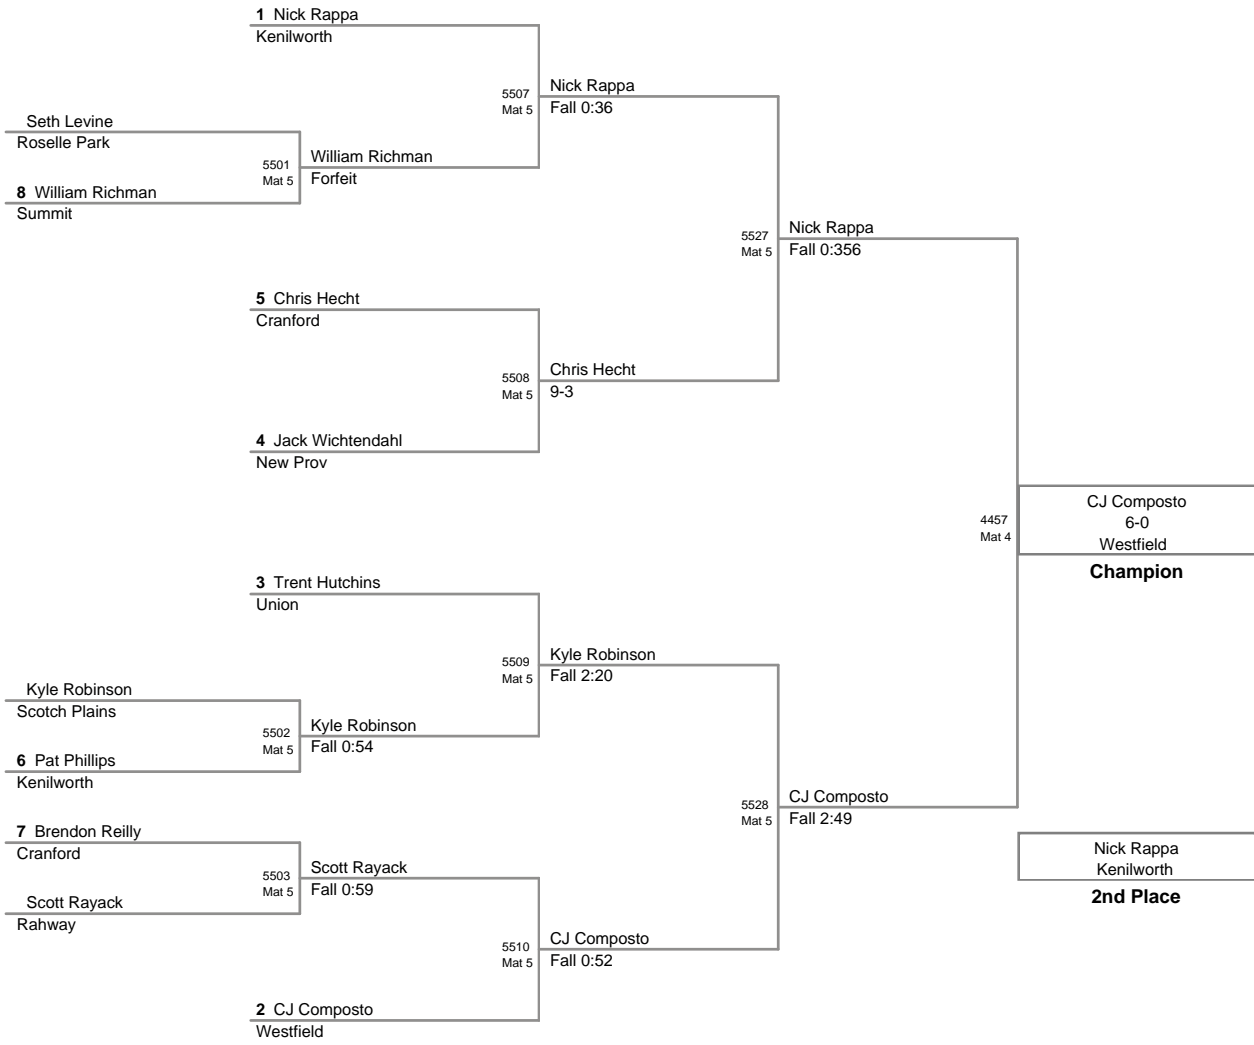 1 Nick Rappa
Kenilworth
5507
Mat 5
Nick Rappa
Fall 0:36
Seth Levine
Roselle Park
5501
Mat 5
William Richman
Forfeit
8 William Richman
Summit
5527
Mat 5
Nick Rappa
Fall 0:356
5 Chris Hecht
Cranford
5508
Mat 5
Chris Hecht
9-3
4 Jack Wichtendahl
New Prov
4457
Mat 4
CJ Composto
6-0
Westfield
Champion
3 Trent Hutchins
Union
5509
Mat 5
Kyle Robinson
Fall 2:20
Kyle Robinson
Scotch Plains
5502
Mat 5
Kyle Robinson
Fall 0:54
6 Pat Phillips
Kenilworth
5528
Mat 5
CJ Composto
Fall 2:49
7 Brendon Reilly
Cranford
5503
Mat 5
Scott Rayack
Fall 0:59
Scott Rayack
Rahway
Nick Rappa
Kenilworth
2nd Place
5510
Mat 5
CJ Composto
Fall 0:52
2 CJ Composto
Westfield